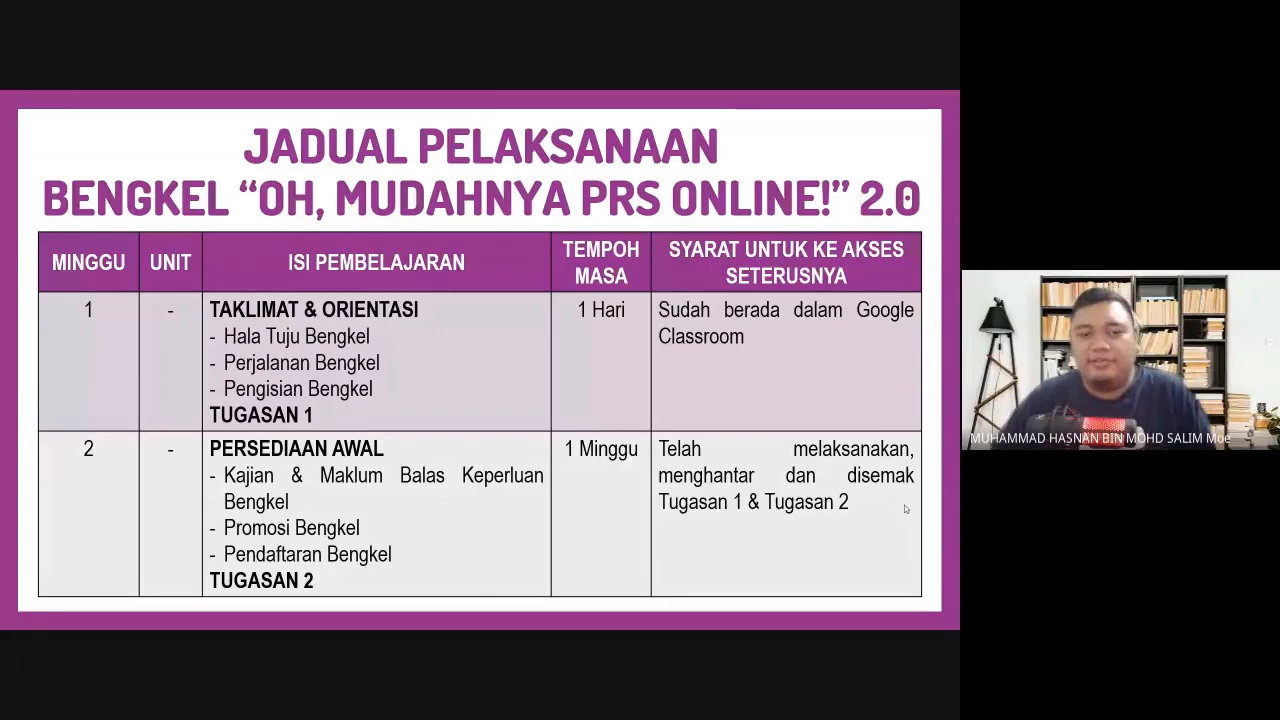 JADUAL PELAKSANAAN
BENGKEL “OH, MUDAHNYA PRS ONLINE!” 2.0
MINGGU UNIT ISI PEMBELAJARAN TEMPOH MASA SYARAT UNTUK KE AKSES SETERUSNYA
1 - TAKLIMAT & ORIENTASI 1 Hari Sudah berada dalam Google
- Hala Tuju Bengkel Classroom
- Perjalanan Bengkel
- Pengisian Bengkel
TUGASAN 1
2 - PERSEDIAAN AWAL 1 Minggu Telah melaksanakan,
- Kajian & Maklum Balas Keperluan menghantar dan disemak
Bengkel Tugasan 1 & Tugasan 2
- Promosi Bengkel
- Pendaftaran Bengkel
TUGASAN 2
MUHAMMAD HASNAN BIN MOHD SALIM Moe